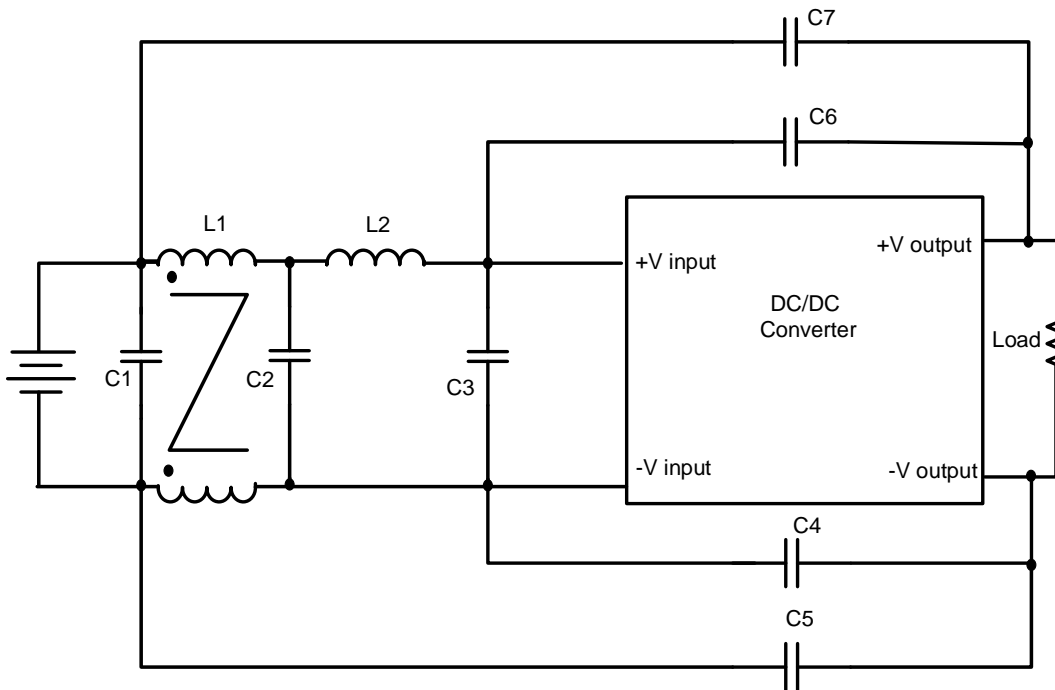 C7
C6
L1
L2
+V input
+V output
DC/DC
Converter
Load
C1
C2
C3
-V input
-V output
C4
C5